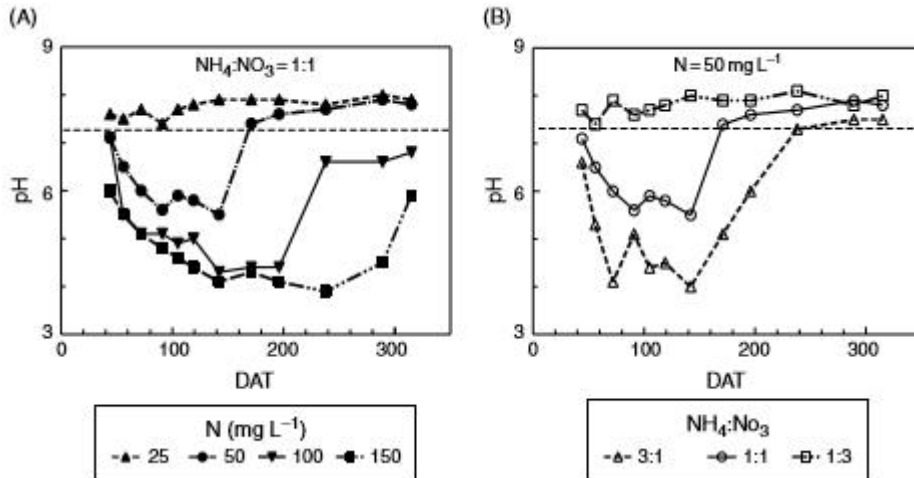 (A)
(B)
9
NH4:NO3 = 1:1
6
pH
3
0 100 200 300
DAT
N (mg L⁻¹)
25 50 100 150
9
N = 50 mg L⁻¹
6
pH
3
0 100 200 300
DAT
NH4:No3
3:1 1:1 1:3